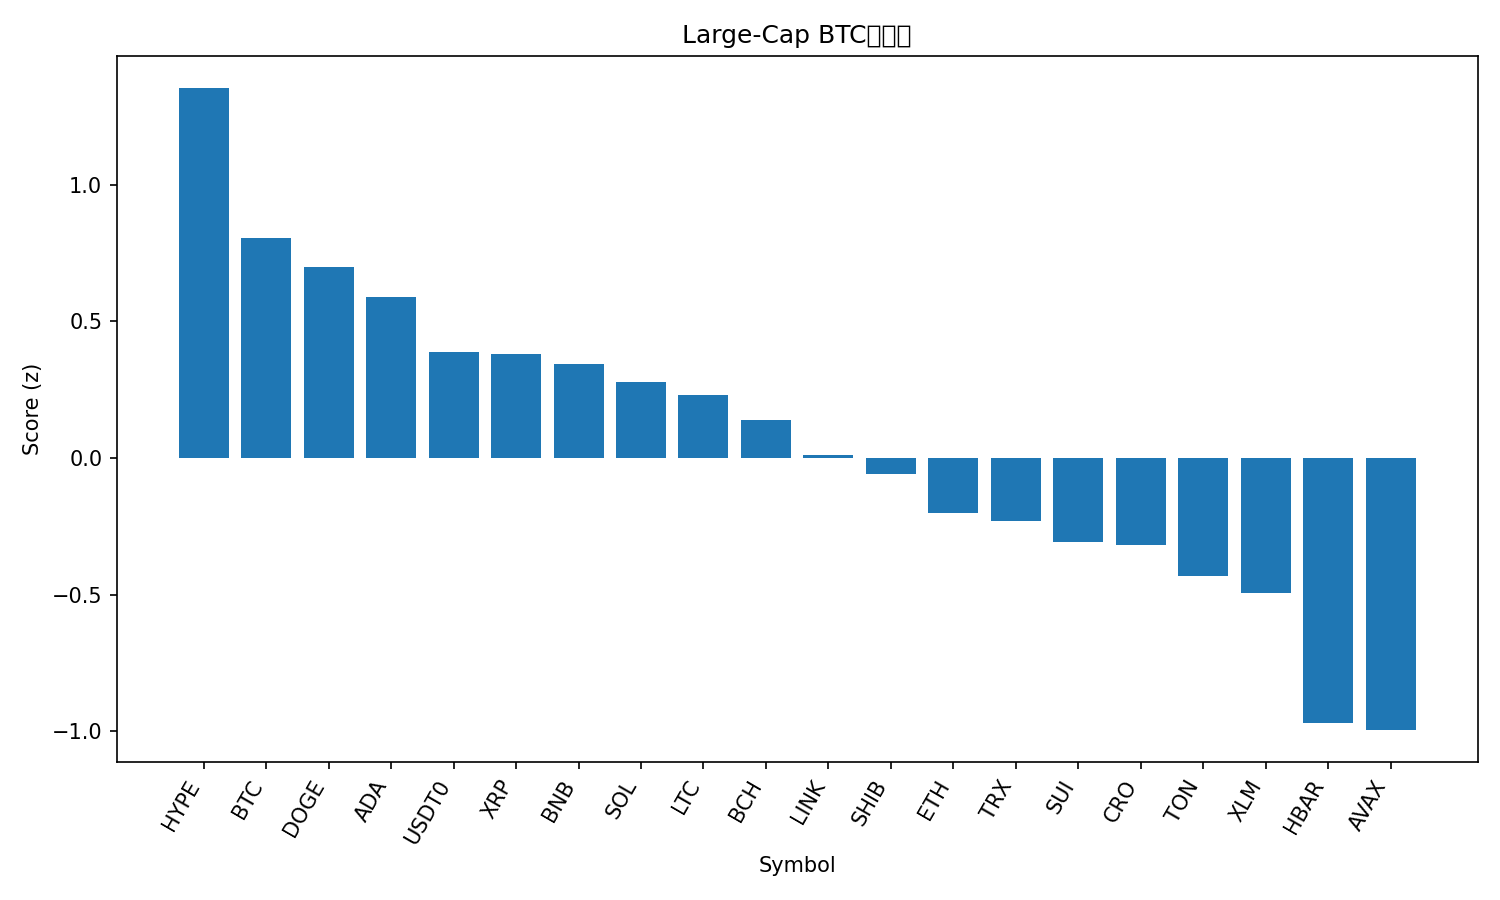 Large-Cap BTC
Score (z)
1.0
0.5
0.0
−0.5
−1.0
HYPE
BTC
DOGE
ADA
USDT0
XRP
BNB
SOL
LTC
BCH
LINK
SHIB
ETH
TRX
SUI
CRO
TON
XLM
HBAR
AVAX
Symbol